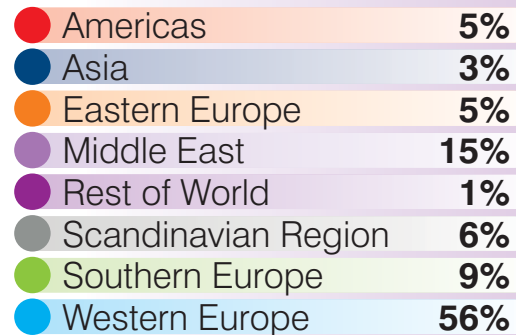 Americas 5%
Asia 3%
Eastern Europe 5%
Middle East 15%
Rest of World 1%
Scandinavian Region 6%
Southern Europe 9%
Western Europe 56%